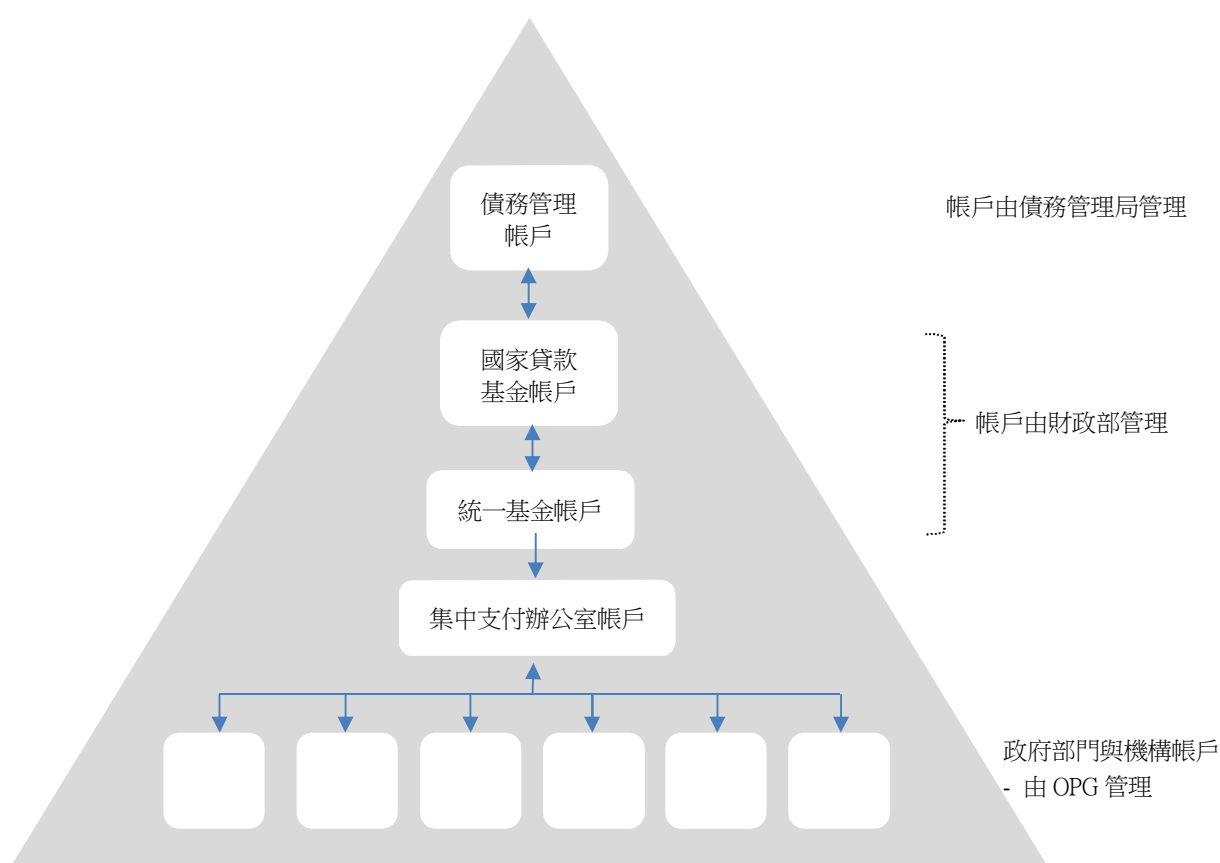 債務管理
帳戶
帳戶由債務管理局管理
國家貸款
基金帳戶
帳戶由財政部管理
統一基金帳戶
集中支付辦公室帳戶
政府部門與機構帳戶
- 由 OPG 管理